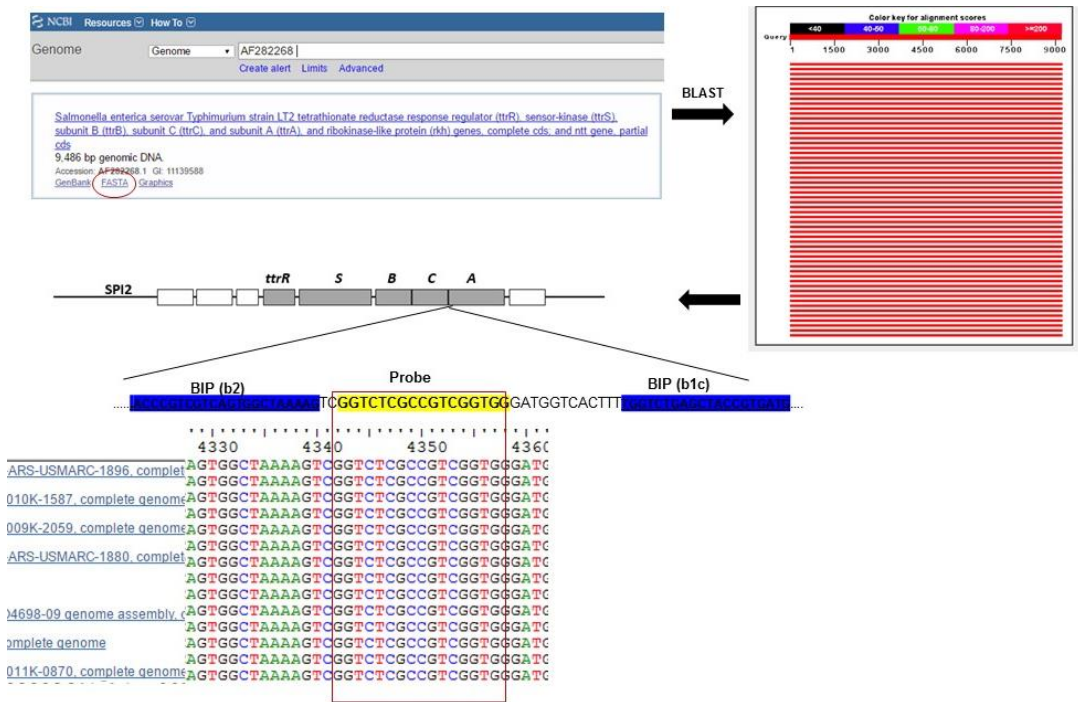 NCBI Resources How To
Genome Genome AF282268
Create alert Limits Advanced
Salmonella enterica serovar Typhimurium strain LT2 tetrathionate reductase response regulator (ttrR), sensor-kinase (ttrS),
subunit B (ttrB), subunit C (ttrC), and subunit A (ttrA), and ribokinase-like protein (rkh) genes, complete cds; and ntt gene, partial
cds
9,486 bp genomic DNA
Accession: AF282268.1 GI: 11139588
GenBank FASTA Graphics
BLAST
Color key for alignment scores
<40 40-50 50-80 80-200 >=200
Query
1 1500 3000 4500 6000 7500 9000
SPI2 ttrR S B C A
BIP (b2) Probe BIP (b1c)
TCGGTCTCGCCGTCGGTGGGATGGTCACTTT
4330 4340 4350 4360
ARS-USMARC-1896, complet AGTGGCTAAAAGTCGGTCTCGCCGTCGGTGGGATG
AGTGGCTAAAAGTCGGTCTCGCCGTCGGTGGGATG
010K-1587, complete genome AGTGGCTAAAAGTCGGTCTCGCCGTCGGTGGGATG
AGTGGCTAAAAGTCGGTCTCGCCGTCGGTGGGATG
009K-2059, complete genome AGTGGCTAAAAGTCGGTCTCGCCGTCGGTGGGATG
AGTGGCTAAAAGTCGGTCTCGCCGTCGGTGGGATG
ARS-USMARC-1880, complet AGTGGCTAAAAGTCGGTCTCGCCGTCGGTGGGATG
AGTGGCTAAAAGTCGGTCTCGCCGTCGGTGGGATG
AGTGGCTAAAAGTCGGTCTCGCCGTCGGTGGGATG
04698-09 genome assembly, AGTGGCTAAAAGTCGGTCTCGCCGTCGGTGGGATG
AGTGGCTAAAAGTCGGTCTCGCCGTCGGTGGGATG
omplete genome AGTGGCTAAAAGTCGGTCTCGCCGTCGGTGGGATG
AGTGGCTAAAAGTCGGTCTCGCCGTCGGTGGGATG
011K-0870, complete genome AGTGGCTAAAAGTCGGTCTCGCCGTCGGTGGGATG